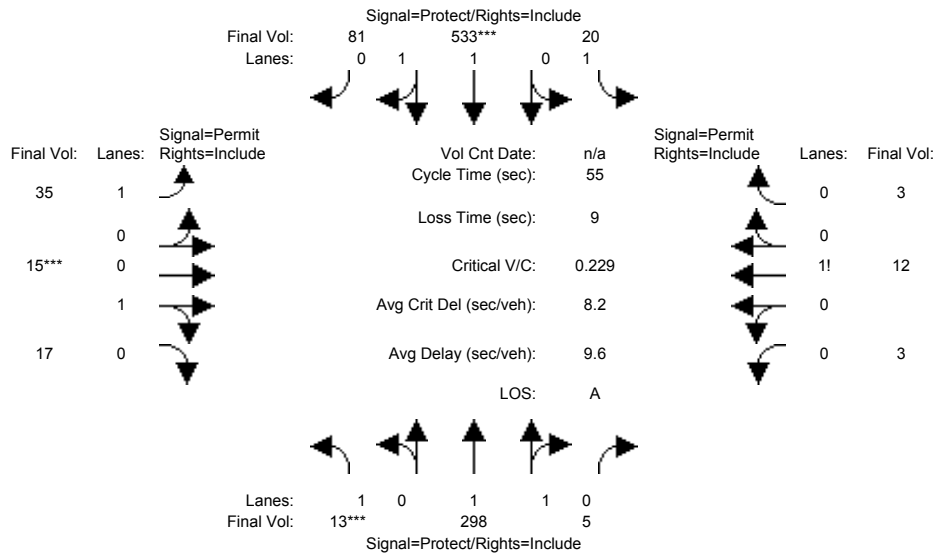 Signal=Protect/Rights=Include
Final Vol: 81 533*** 20
Lanes: 0 1 1 0 1
Signal=Permit
Rights=Include
Final Vol: Lanes:
35 1
0
15*** 0
1
17 0
Vol Cnt Date: n/a
Cycle Time (sec): 55
Loss Time (sec): 9
Critical V/C: 0.229
Avg Crit Del (sec/veh): 8.2
Avg Delay (sec/veh): 9.6
LOS: A
Signal=Permit
Rights=Include
Lanes: Final Vol:
0 3
0
1! 12
0
0 3
Lanes: 1 0 1 1 0
Final Vol: 13*** 298 5
Signal=Protect/Rights=Include